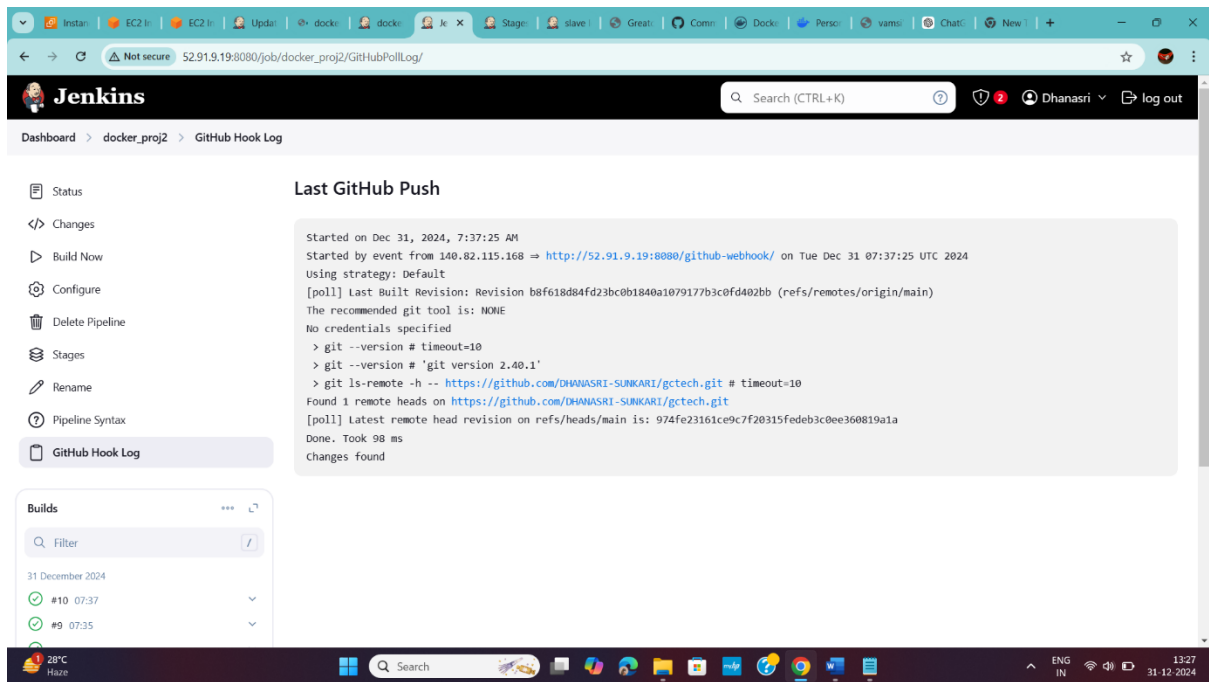 Instan
EC2 In
EC2 In
Updat
docke
docke
Je
Stage
slave
Great
Comm
Docke
Persor
vamsi
ChatG
New T
Not secure 52.91.9.19:8080/job/docker_proj2/GitHubPollLog/
Jenkins
Search (CTRL+K)
2
Dhanasri
log out
Dashboard > docker_proj2 > GitHub Hook Log
Status
Changes
Build Now
Configure
Delete Pipeline
Stages
Rename
Pipeline Syntax
GitHub Hook Log
Last GitHub Push
Started on Dec 31, 2024, 7:37:25 AM
Started by event from 140.82.115.168 ⇒ http://52.91.9.19:8080/github-webhook/ on Tue Dec 31 07:37:25 UTC 2024
Using strategy: Default
[poll] Last Built Revision: Revision b8f618d84fd23bc0b1840a1079177b3c0fd402bb (refs/remotes/origin/main)
The recommended git tool is: NONE
No credentials specified
> git --version # timeout=10
> git --version # 'git version 2.40.1'
> git ls-remote -h -- https://github.com/DHANASRI-SUNKARI/gctech.git # timeout=10
Found 1 remote heads on https://github.com/DHANASRI-SUNKARI/gctech.git
[poll] Latest remote head revision on refs/heads/main is: 974fe23161ce9c7f20315fedeb3c0ee360819a1a
Done. Took 98 ms
Changes found
Builds
Filter
/
31 December 2024
#10 07:37
#9 07:35
1
28°C
Haze
Search
ENG
IN
13:27
31-12-2024